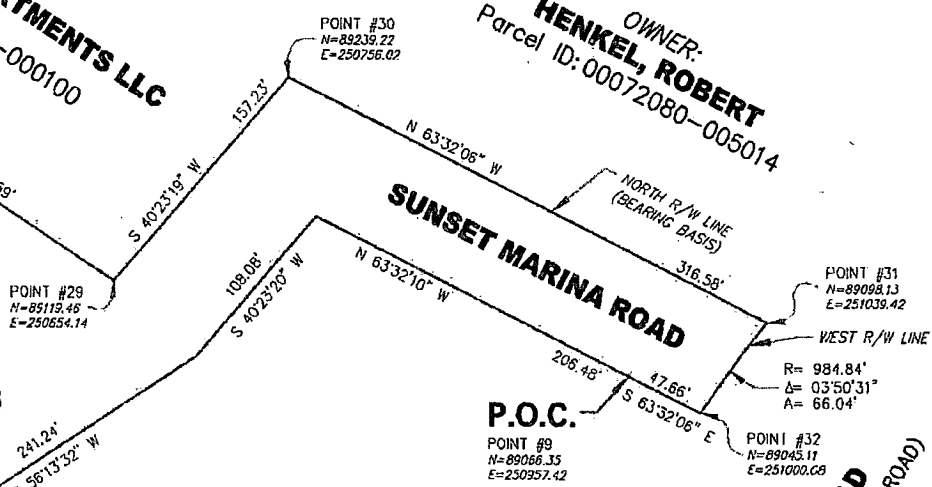 TMENTS LLC
-000100
POINT #30
N=89239.22
E=250756.02
OWNER:
HENKEL, ROBERT
Parcel ID: 00072080-005014
157.23'
S 40°23'19" W
N 63°32'06" W
NORTH R/W LINE
(BEARING BASIS)
316.58'
SUNSET MARINA ROAD
POINT #31
N=89098.13
E=251039.42
WEST R/W LINE
R= 984.84'
Δ= 03°50'31"
A= 66.04'
POINT #29
N=89119.46
E=250654.14
108.08'
S 40°23'20" W
N 63°32'10" W
206.48'
47.66'
S 63°32'06" E
P.O.C.
POINT #9
N=89066.35
E=250957.42
POINT #32
N=89045.11
E=251000.08
241.24'
56°13'32" W
ROAD)